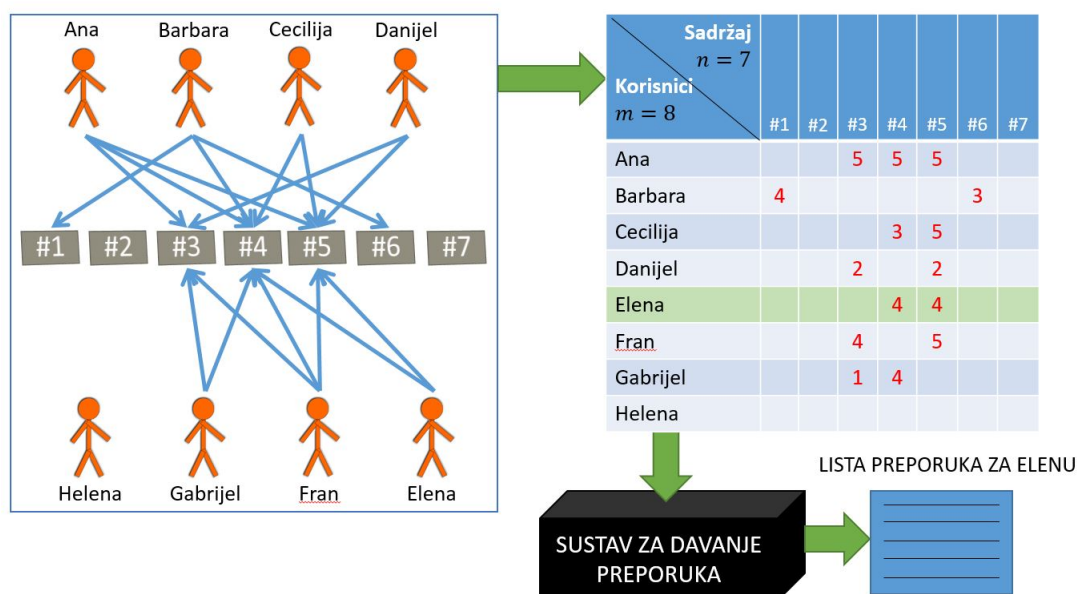 Ana Barbara Cecilija Danijel
#1 #2 #3 #4 #5 #6 #7
Helena Gabrijel Fran Elena
Sadržaj
n = 7
Korisnici
m = 8
#1 #2 #3 #4 #5 #6 #7
Ana 5 5 5
Barbara 4 3
Cecilija 3 5
Danijel 2 2
Elena 4 4
Fran 4 5
Gabrijel 1 4
Helena
LISTA PREPORUKA ZA ELENU
SUSTAV ZA DAVANJE
PREPORUKA